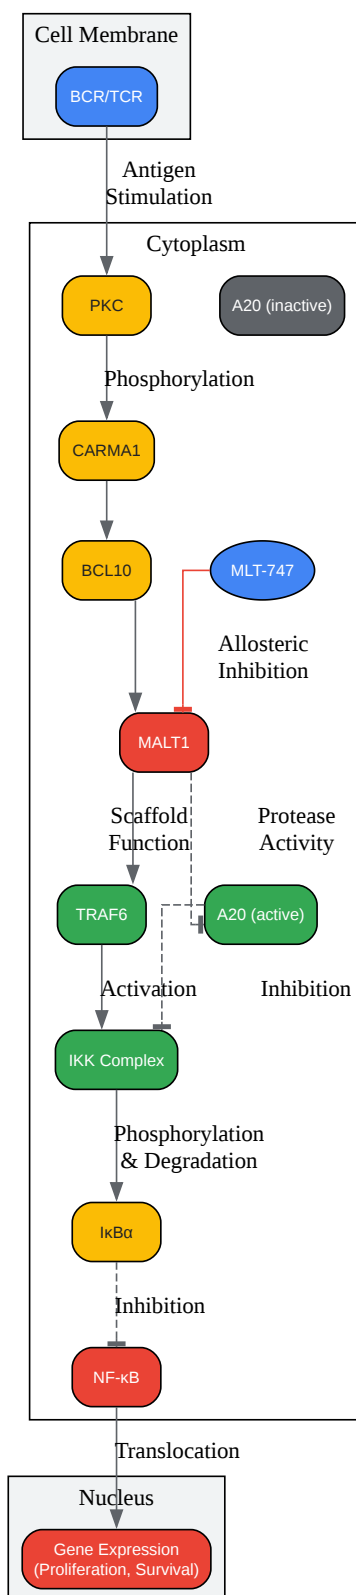 Cell Membrane
BCR/TCR
Antigen
Stimulation
Cytoplasm
PKC
A20 (inactive)
Phosphorylation
CARMA1
BCL10
MLT-747
Allosteric
Inhibition
MALT1
Scaffold
Function
Protease
Activity
TRAF6
A20 (active)
Activation
Inhibition
IKK Complex
Phosphorylation
& Degradation
IκBα
Inhibition
NF-κB
Translocation
Nucleus
Gene Expression
(Proliferation, Survival)